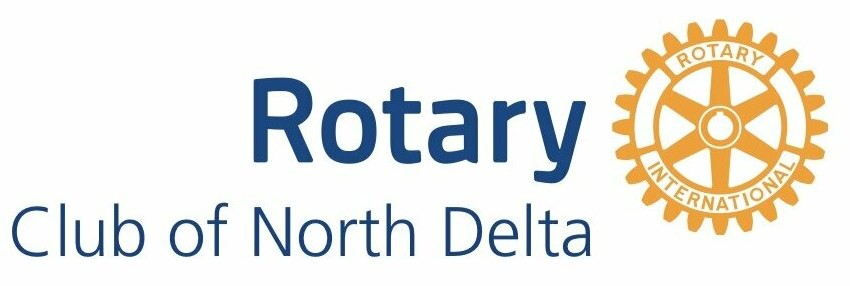 Rotary
Club of North Delta
ROTARY
INTERNATIONAL